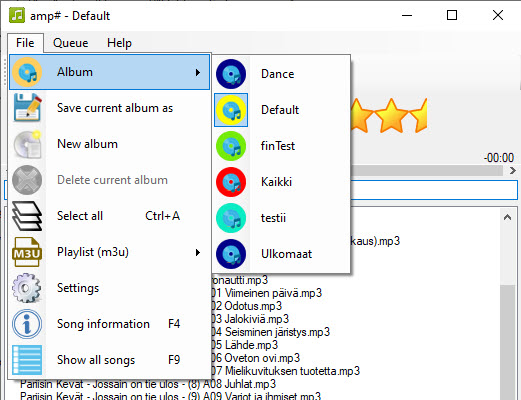 amp# - Default
File Queue Help
Album
Save current album as
New album
Delete current album
Select all Ctrl+A
M3U
Playlist (m3u)
Settings
Song information F4
Show all songs F9
Dance
Default
finTest
Kaikki
testii
Ulkomaat
-00:00
kaus).mp3
.mp3
onautti.mp3
01 Viimeinen päivä.mp3
02 Odotus.mp3
03 Jalokiviä.mp3
04 Seisminen järistys.mp3
05 Lähde.mp3
06 Oveton ovi.mp3
07 Mielikuvituksen tuotetta.mp3
Pariisin Kevät - Jossain on tie ulos - (8) A08 Juhlat.mp3
Pariisin Kevät - Jossain on tie ulos - (9) A09 Varjot ja ihmiset.mp3